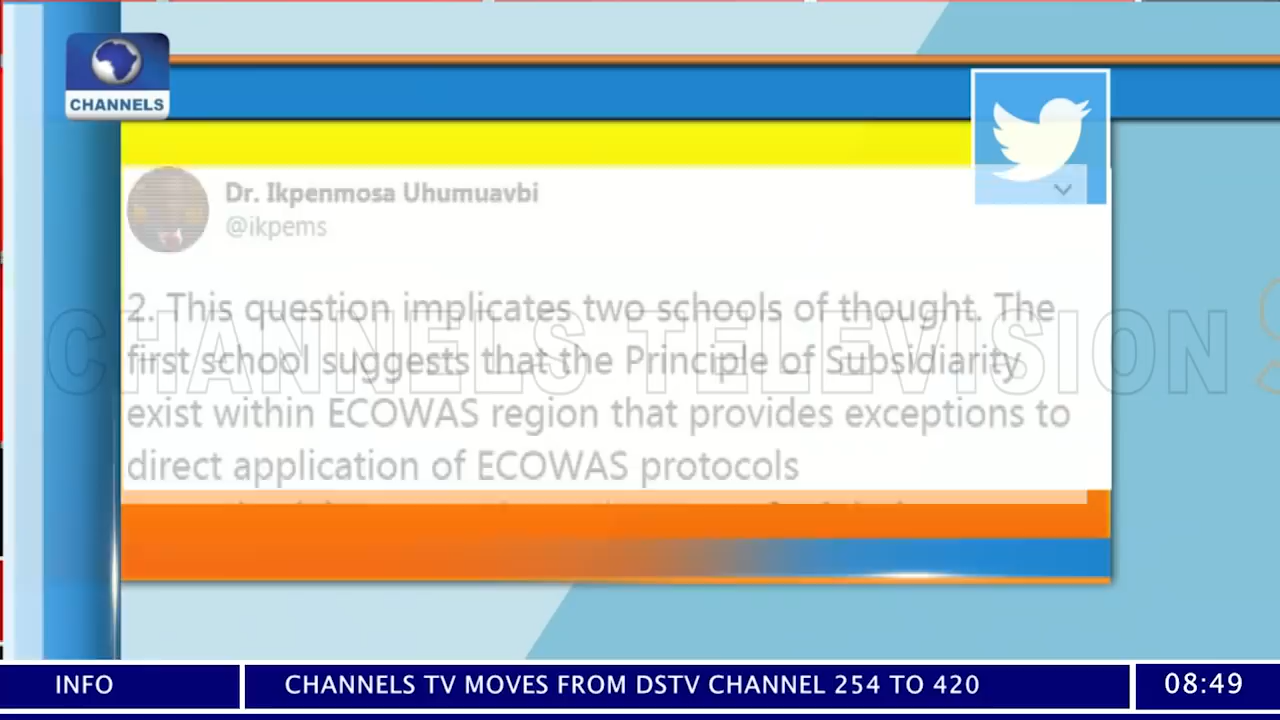 CHANNELS
Dr. Ikpenmosa Uhumuavbi
@ikpems
2. This question implicates two schools of thought. The
first school suggests that the Principle of Subsidiarity
exist within ECOWAS region that provides exceptions to
direct application of ECOWAS protocols
CHANNELS TELEVISION
INFO
CHANNELS TV MOVES FROM DSTV CHANNEL 254 TO 420
08:49